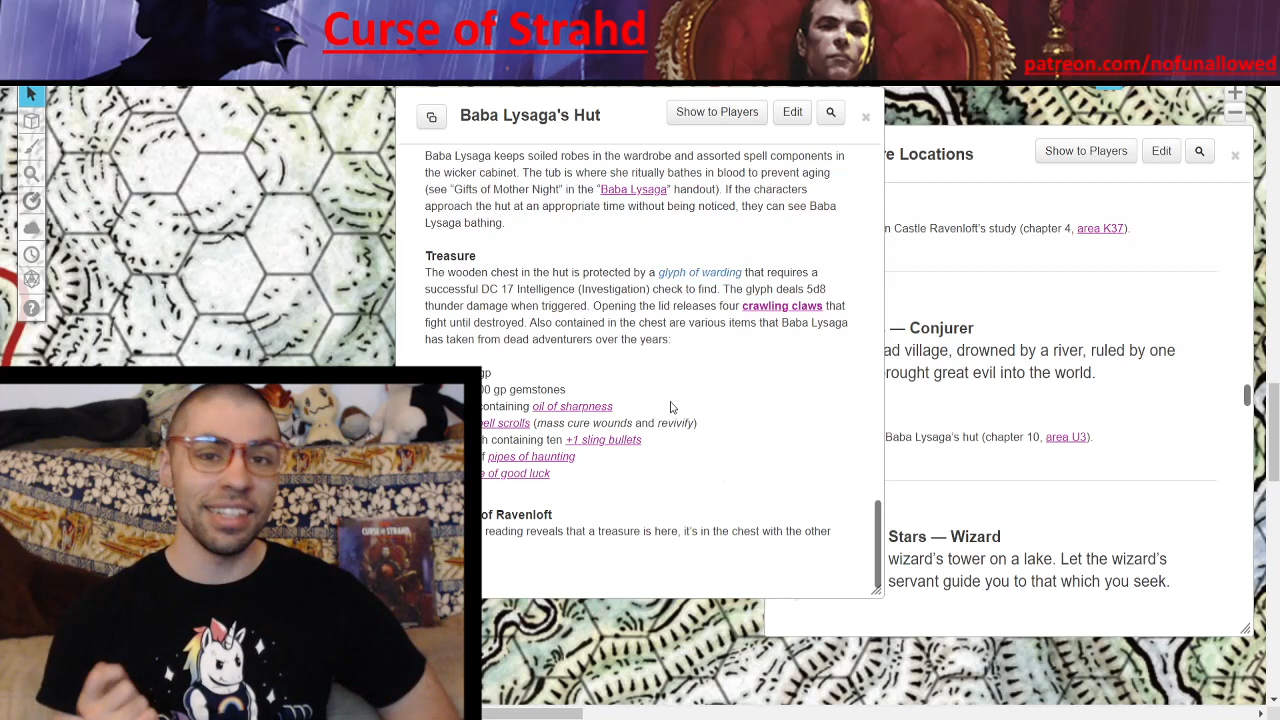 Curse of Strahd
patreon.com/nofunallowed
Baba Lysaga's Hut
Show to Players
Edit
Baba Lysaga keeps soiled robes in the wardrobe and assorted spell components in
the wicker cabinet. The tub is where she ritually bathes in blood to prevent aging
(see “Gifts of Mother Night” in the “Baba Lysaga” handout). If the characters
approach the hut at an appropriate time without being noticed, they can see Baba
Lysaga bathing.
Treasure
The wooden chest in the hut is protected by a glyph of warding that requires a
successful DC 17 Intelligence (Investigation) check to find. The glyph deals 5d8
thunder damage when triggered. Opening the lid releases four crawling claws that
fight until destroyed. Also contained in the chest are various items that Baba Lysaga
has taken from dead adventurers over the years:
gp
00 gp gemstones
containing oil of sharpness
ell scrolls (mass cure wounds and revivify)
h containing ten +1 sling bullets
f pipes of haunting
e of good luck
of Ravenloft
reading reveals that a treasure is here, it's in the chest with the other
e Locations
Show to Players
Edit
n Castle Ravenloft's study (chapter 4, area K37).
— Conjurer
ad village, drowned by a river, ruled by one
rought great evil into the world.
Baba Lysaga's hut (chapter 10, area U3).
Stars — Wizard
wizard's tower on a lake. Let the wizard's
servant guide you to that which you seek.
CURSE OF STRAHD